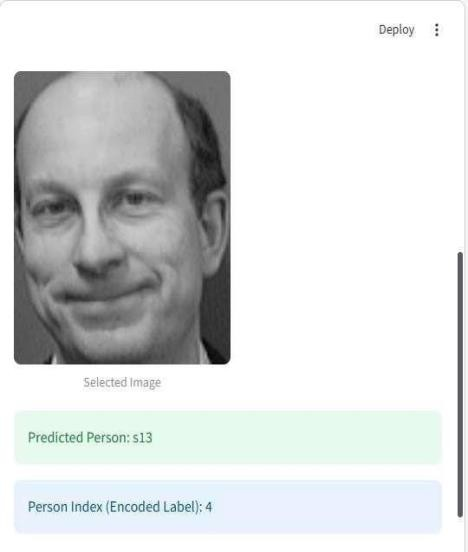 Deploy
Selected Image
Predicted Person: s13
Person Index (Encoded Label): 4